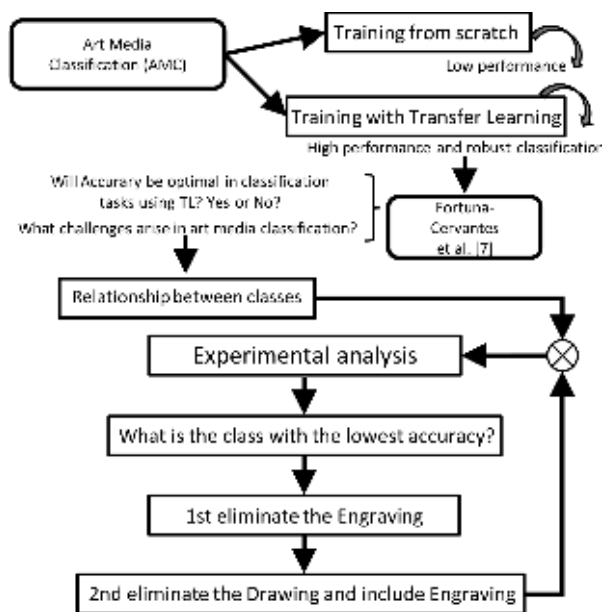 Art Media
Classification (AMC)
Training from scratch
Low performance
Training with Transfer Learning
High performance and robust classification
Will Accurary be optimal in classification
tasks using TL? Yes or No?
What challenges arise in art media classification?
Fortuna-
Cervantes
et al. [7]
Relationship between classes
Experimental analysis
What is the class with the lowest accuracy?
1st eliminate the Engraving
2nd eliminate the Drawing and include Engraving